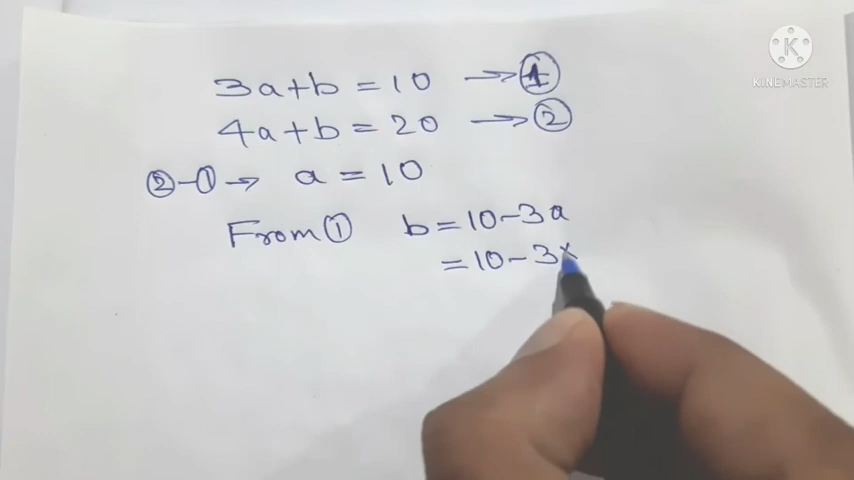 3a+b = 10 → ①
4a+b = 20 → ②
②-① → a = 10
From ① b = 10-3a
= 10-3×
K
KINEMASTER